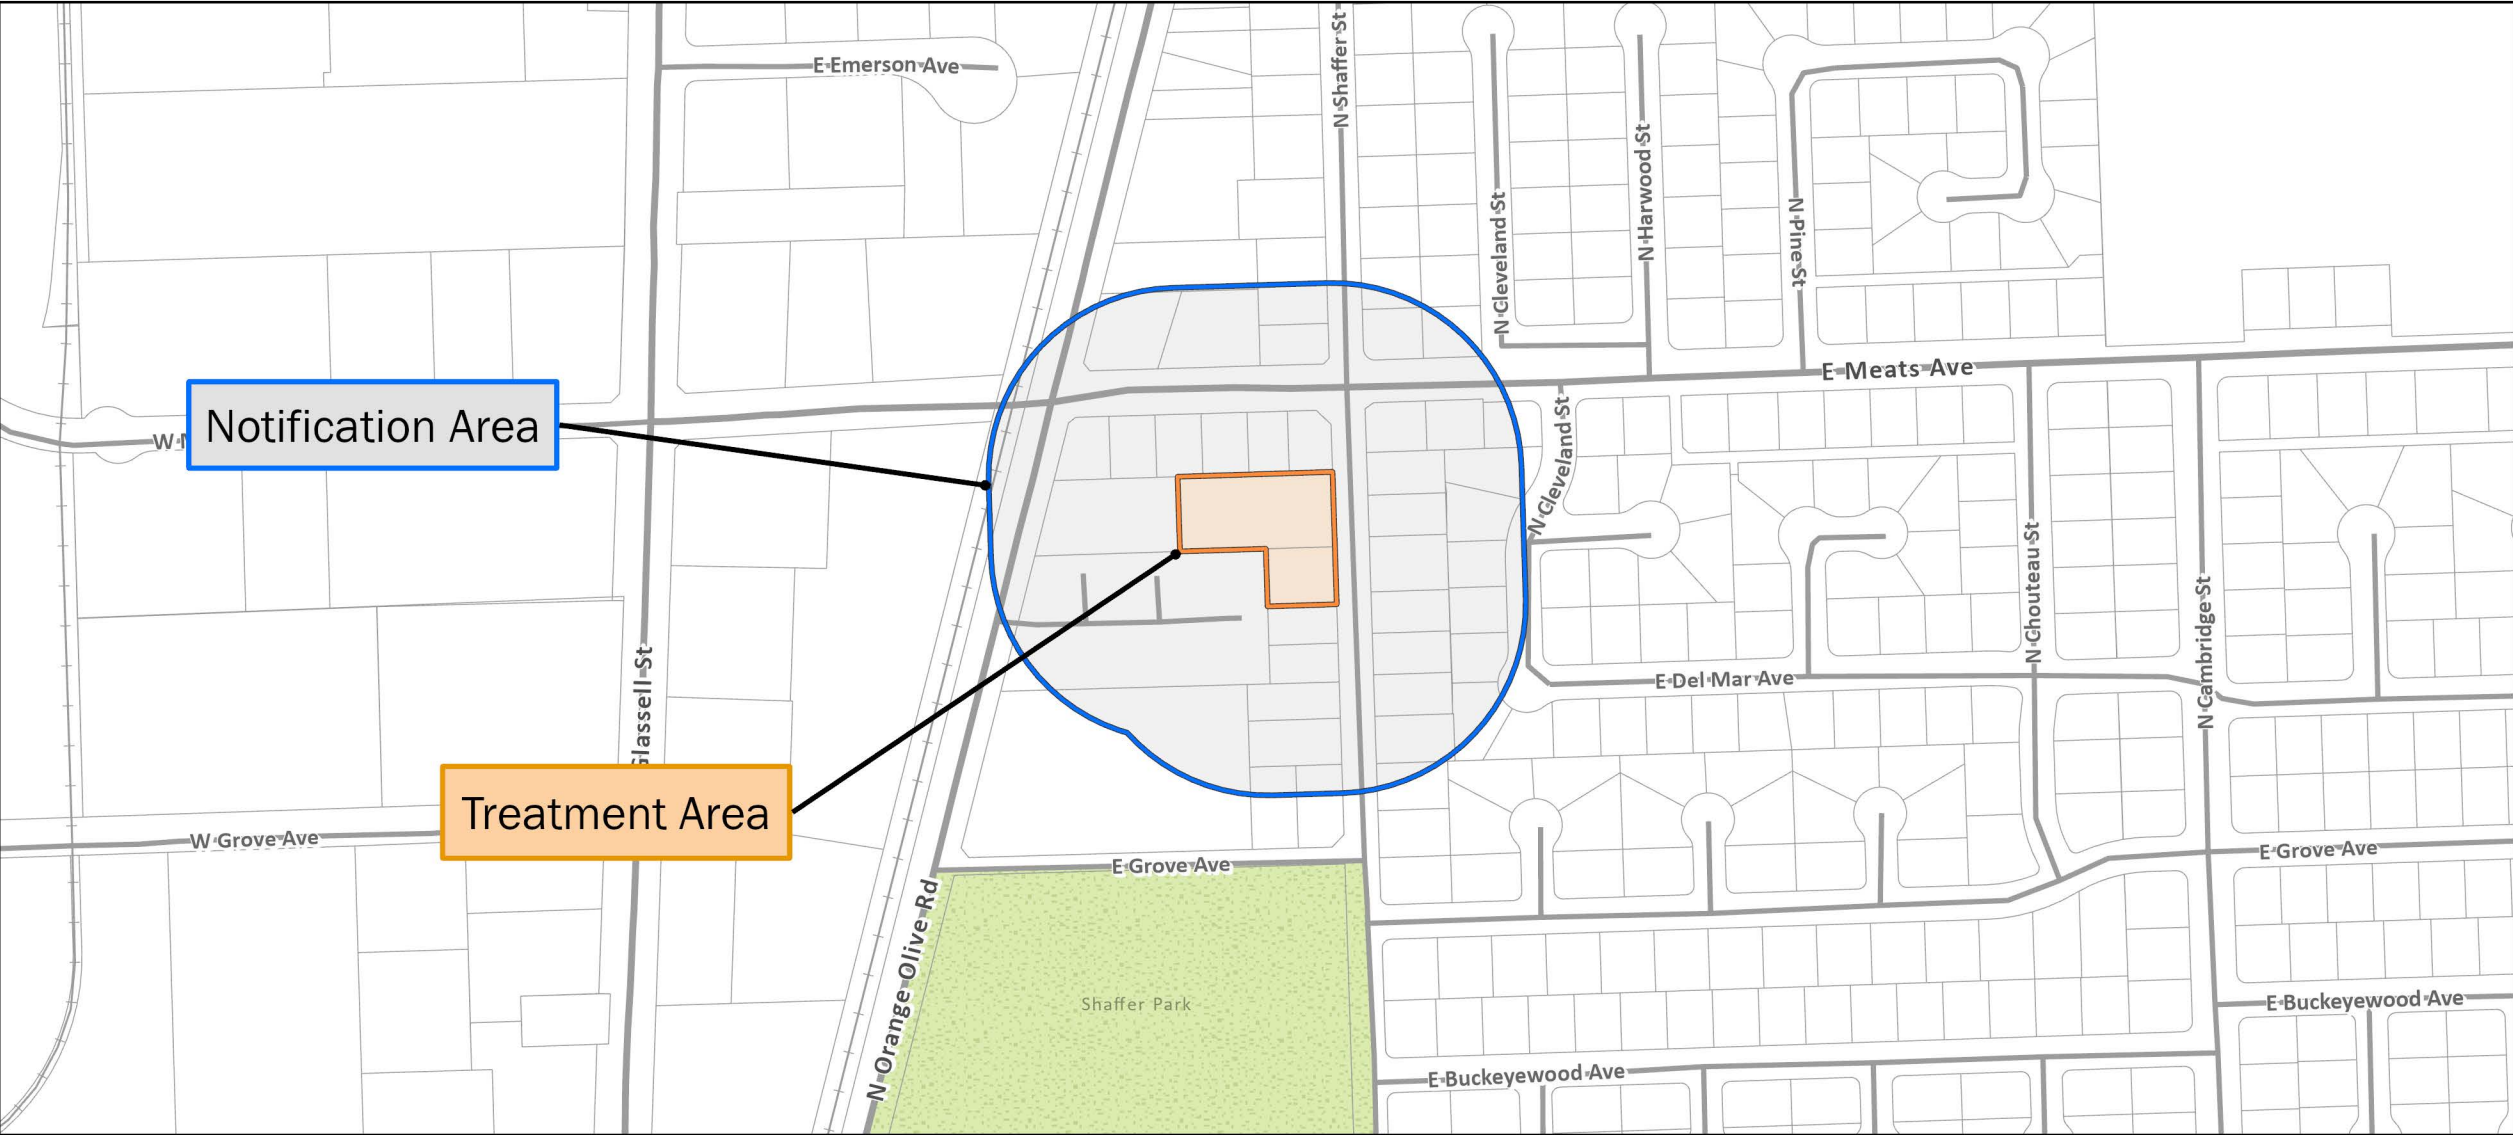 E Emerson Ave
N Shaffer St
N Cleveland St
N Harwood St
N Pine St
E Meats Ave
W
Notification Area
N Cleveland St
N Chouteau St
N Cambridge St
Glassell St
E Del Mar Ave
Treatment Area
W Grove Ave
E Grove Ave
E Grove Ave
N Orange Olive Rd
Shaffer Park
E Buckeyewood Ave
E Buckeyewood Ave